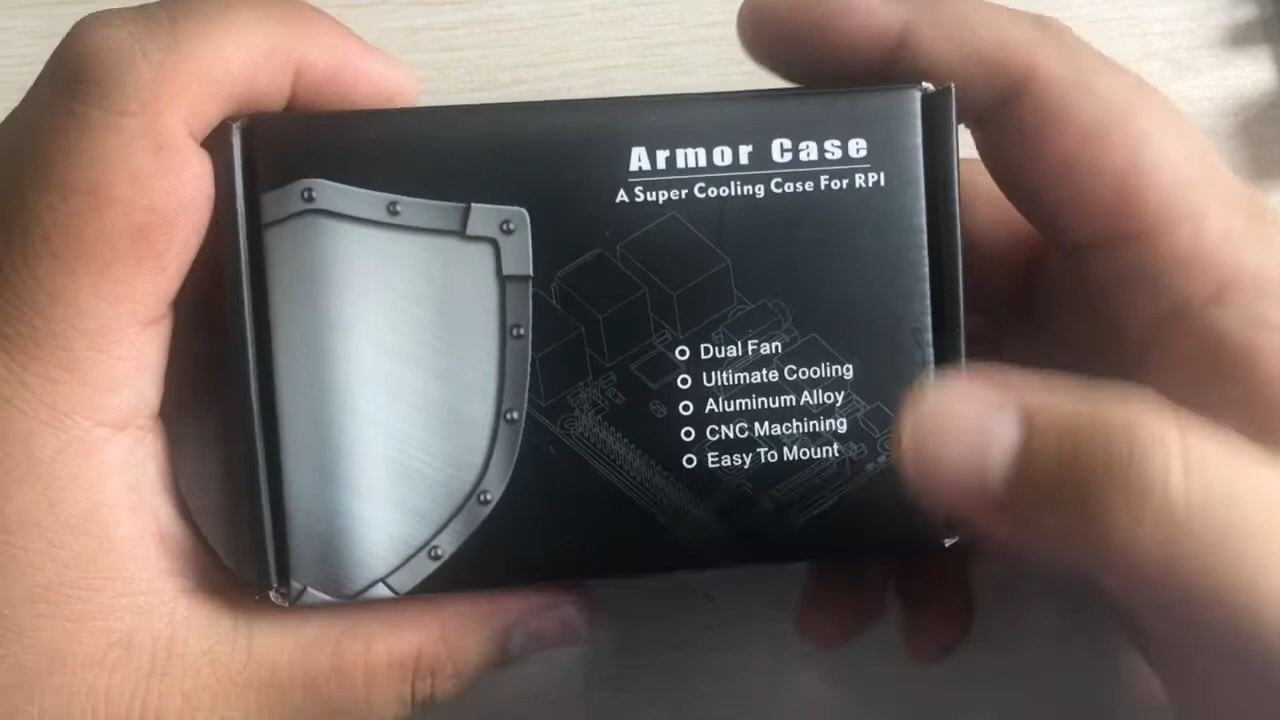 Armor Case
A Super Cooling Case For RPI
Dual Fan
Ultimate Cooling
Aluminum Alloy
CNC Machining
Easy To Mount